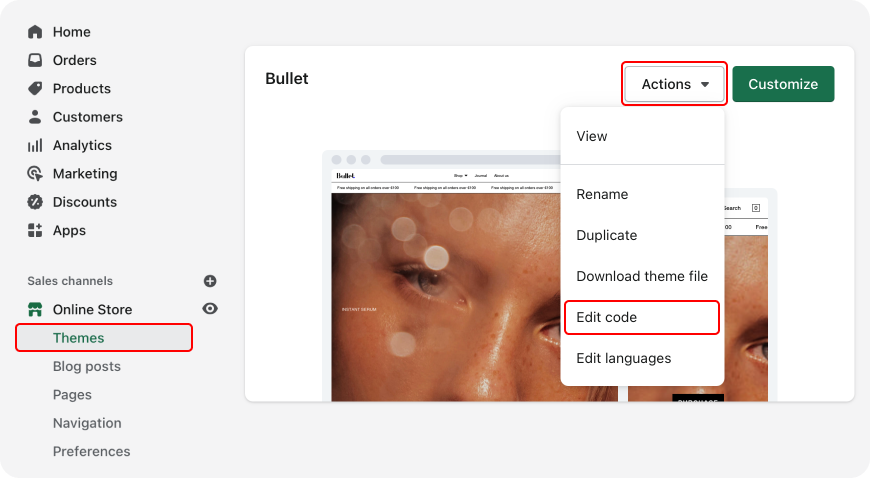 Home
Orders
Products
Customers
Analytics
Marketing
Discounts
Apps
Sales channels
Online Store
Themes
Blog posts
Pages
Navigation
Preferences
Bullet
Actions
Customize
View
Rename
Duplicate
Download theme file
Edit code
Edit languages
Bullet.
Shop Journal About us
Free shipping on all orders over €100 Free shipping on all orders over €100 Free shipping on all orders over €100
INSTANT SERUM
Search 0
00 Free
PURCHASE